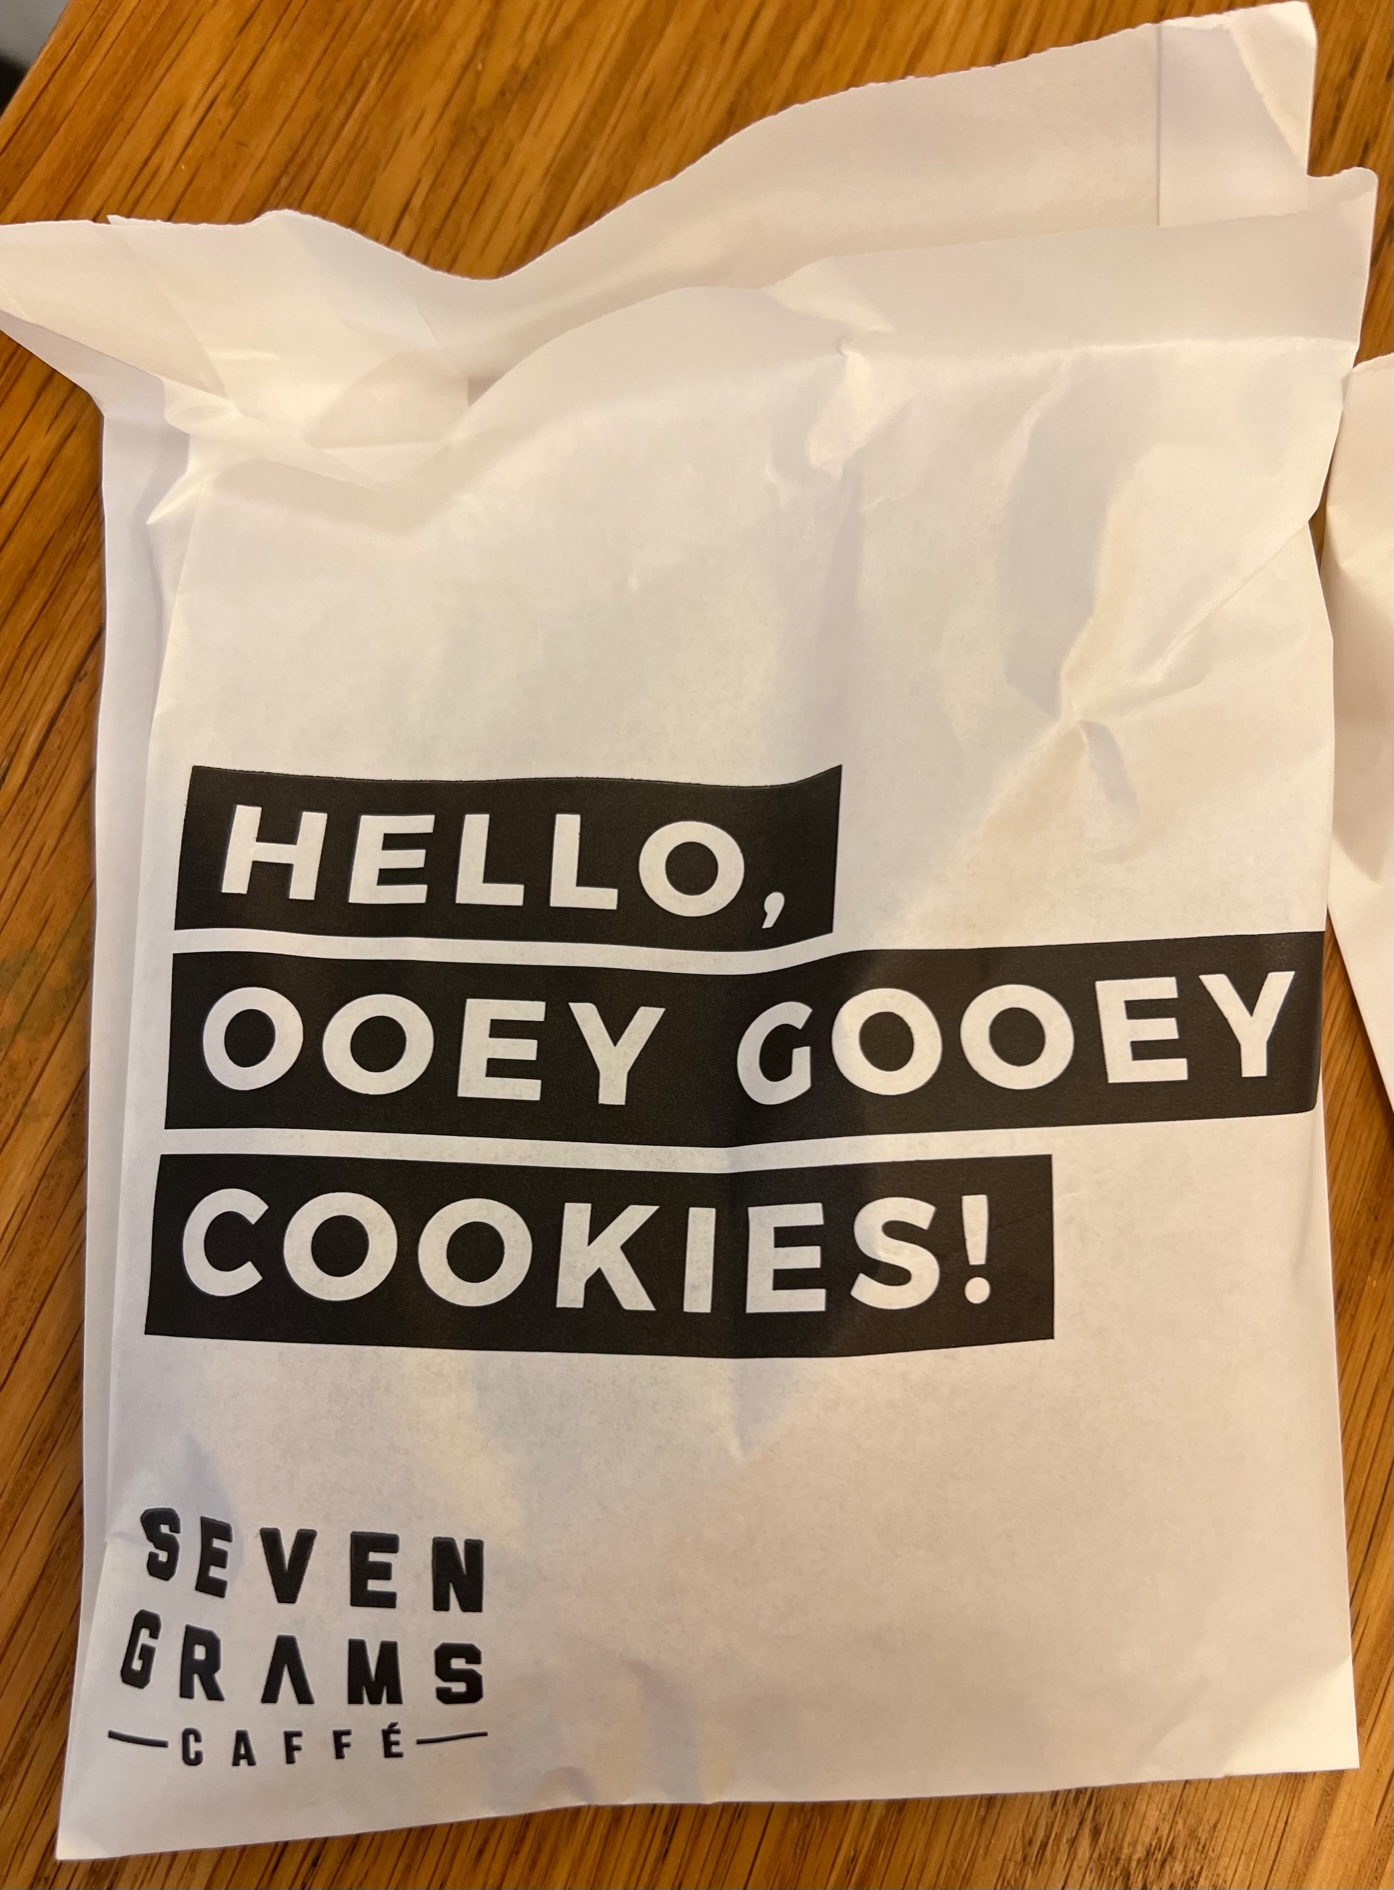 HELLO,
OOEY GOOEY
COOKIES!
SEVEN
GRAMS
CAFFÉ